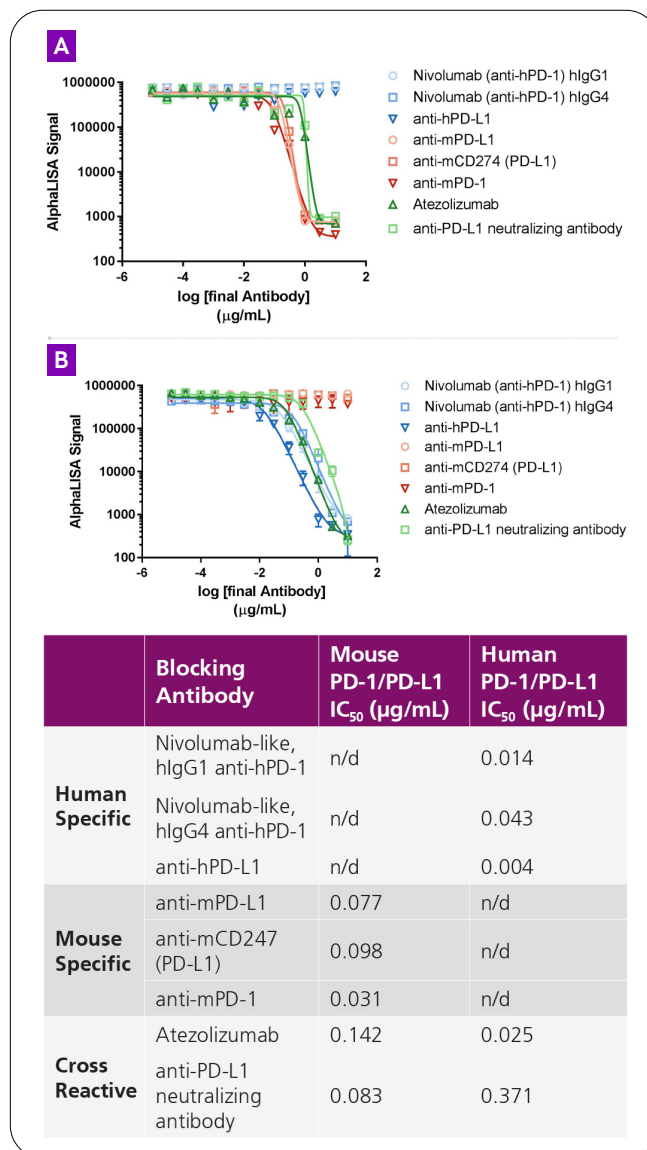 A
1000000
100000
10000
1000
100
AlphaLISA Signal
-6 -4 -2 0 2
log [final Antibody]
(µg/mL)
Nivolumab (anti-hPD-1) hIgG1
Nivolumab (anti-hPD-1) hIgG4
anti-hPD-L1
anti-mPD-L1
anti-mCD274 (PD-L1)
anti-mPD-1
Atezolizumab
anti-PD-L1 neutralizing antibody
B
1000000
100000
10000
1000
100
AlphaLISA Signal
-6 -4 -2 0 2
log [final Antibody]
(µg/mL)
Nivolumab (anti-hPD-1) hIgG1
Nivolumab (anti-hPD-1) hIgG4
anti-hPD-L1
anti-mPD-L1
anti-mCD274 (PD-L1)
anti-mPD-1
Atezolizumab
anti-PD-L1 neutralizing antibody
Blocking
Antibody
Mouse
PD-1/PD-L1
IC50 (µg/mL)
Human
PD-1/PD-L1
IC50 (µg/mL)
Human
Specific
Nivolumab-like,
hIgG1 anti-hPD-1
n/d
0.014
Nivolumab-like,
hIgG4 anti-hPD-1
n/d
0.043
anti-hPD-L1
n/d
0.004
Mouse
Specific
anti-mPD-L1
0.077
n/d
anti-mCD247
(PD-L1)
0.098
n/d
anti-mPD-1
0.031
n/d
Cross
Reactive
Atezolizumab
0.142
0.025
anti-PD-L1
neutralizing
antibody
0.083
0.371